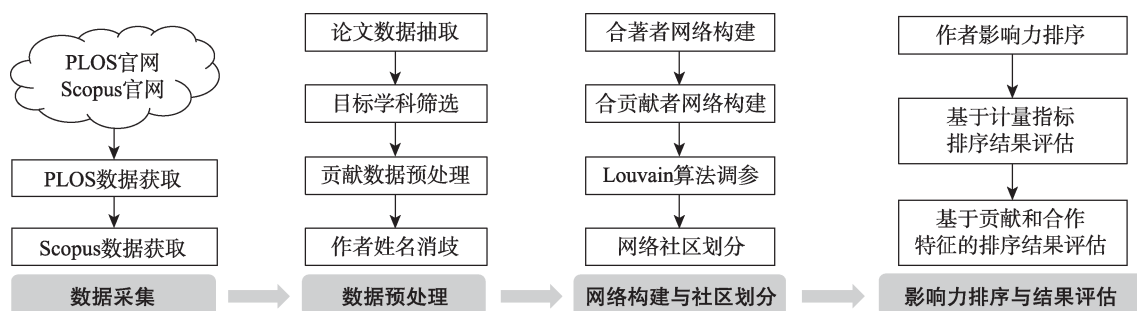 PLOS官网
Scopus官网
PLOS数据获取
Scopus数据获取
数据采集
论文数据抽取
目标学科筛选
贡献数据预处理
作者姓名消歧
数据预处理
合著者网络构建
合贡献者网络构建
Louvain算法调参
网络社区划分
网络构建与社区划分
作者影响力排序
基于计量指标
排序结果评估
基于贡献和合作
特征的排序结果评估
影响力排序与结果评估